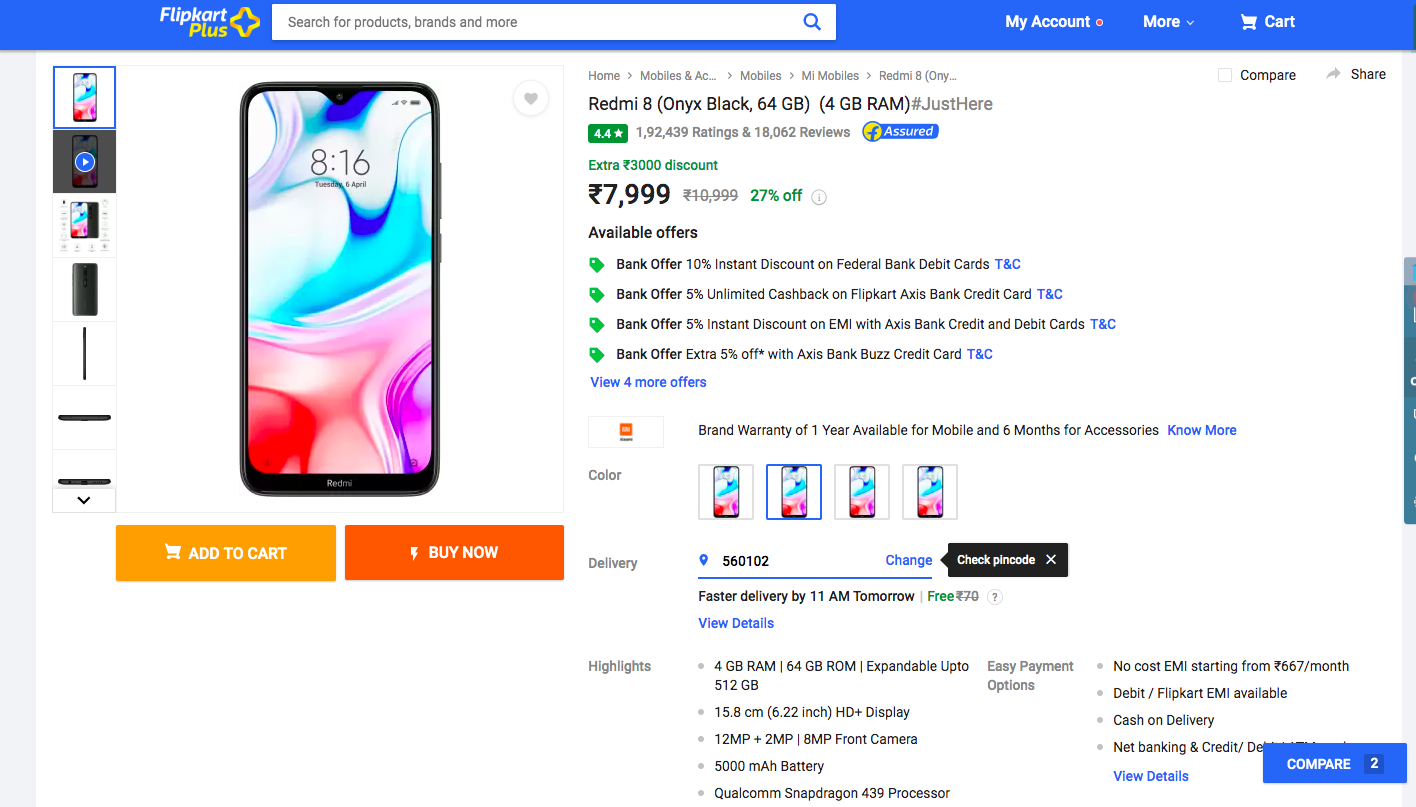 Flipkart
Plus
Search for products, brands and more
My Account
More
Cart
Home > Mobiles & Ac... > Mobiles > Mi Mobiles > Redmi 8 (Ony...
Compare
Share
Redmi 8 (Onyx Black, 64 GB) (4 GB RAM)#JustHere
4.4★ 1,92,439 Ratings & 18,062 Reviews f Assured
Extra ₹3000 discount
₹7,999 ₹10,999 27% off i
Available offers
Bank Offer 10% Instant Discount on Federal Bank Debit Cards T&C
Bank Offer 5% Unlimited Cashback on Flipkart Axis Bank Credit Card T&C
Bank Offer 5% Instant Discount on EMI with Axis Bank Credit and Debit Cards T&C
Bank Offer Extra 5% off* with Axis Bank Buzz Credit Card T&C
View 4 more offers
8:16
Tuesday, 6 April
Redmi
ADD TO CART
BUY NOW
Brand Warranty of 1 Year Available for Mobile and 6 Months for Accessories Know More
Color
Delivery
560102
Change
Check pincode ✕
Faster delivery by 11 AM Tomorrow | Free ₹70 ?
View Details
Highlights
4 GB RAM | 64 GB ROM | Expandable Upto
512 GB
15.8 cm (6.22 inch) HD+ Display
12MP + 2MP | 8MP Front Camera
5000 mAh Battery
Qualcomm Snapdragon 439 Processor
Easy Payment
Options
No cost EMI starting from ₹667/month
Debit / Flipkart EMI available
Cash on Delivery
Net banking & Credit/
View Details
COMPARE 2